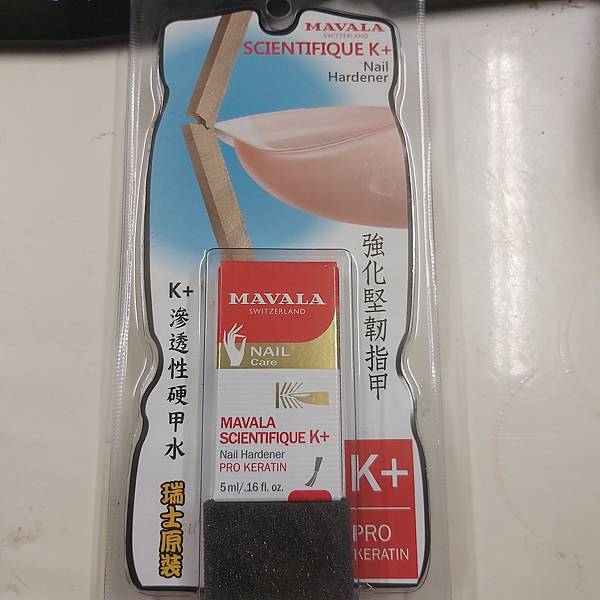 MAVALA
SWITZERLAND
SCIENTIFIQUE K+
Nail
Hardener
強化堅韌指甲
K+
滲透性硬甲水
瑞士原裝
MAVALA
SWITZERLAND
NAIL
Care
MAVALA
SCIENTIFIQUE K+
Nail Hardener
PRO KERATIN
5 ml/.16 fl. oz.
K+
PRO
KERATIN